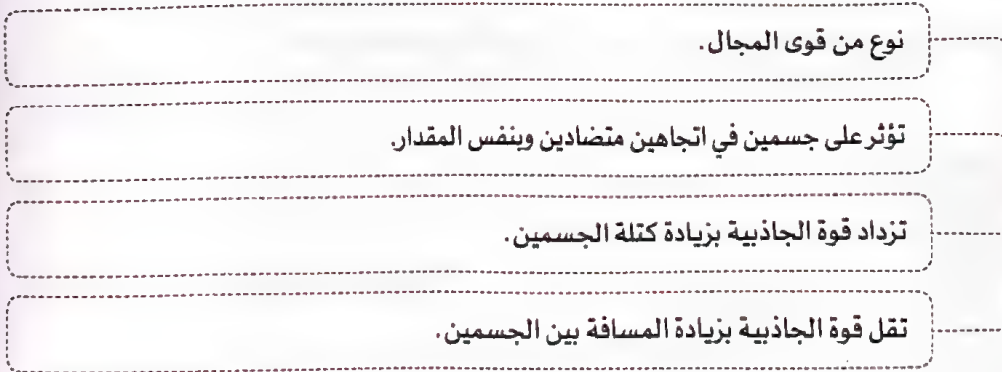 نوع من قوى المجال.
تؤثر على جسمين في اتجاهين متضادين وبنفس المقدار.
تزداد قوة الجاذبية بزيادة كتلة الجسمين.
تقل قوة الجاذبية بزيادة المسافة بين الجسمين.